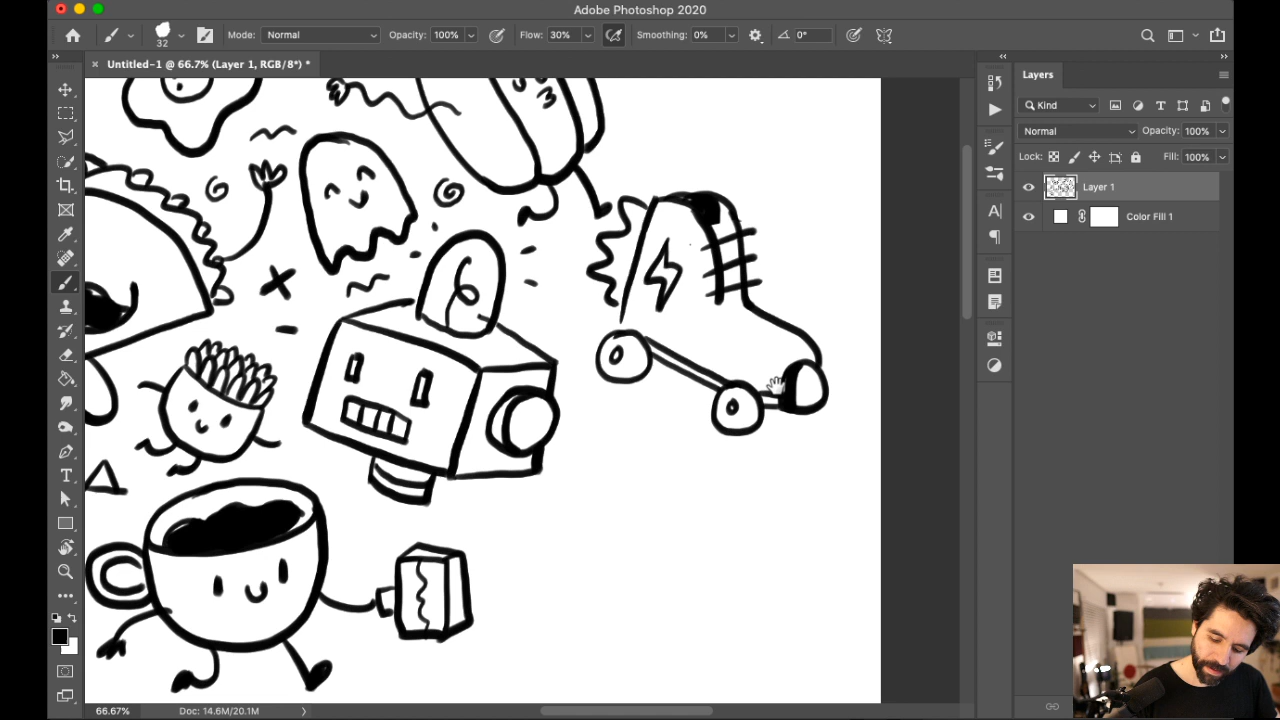 Adobe Photoshop 2020
32 Mode: Normal Opacity: 100% Flow: 30% Smoothing: 0% 0°
Untitled-1 @ 66.7% (Layer 1, RGB/8*) *
Layers
Kind
Normal Opacity: 100%
Lock: Fill: 100%
Layer 1
Color Fill 1
66.67% Doc: 14.6M/20.1M